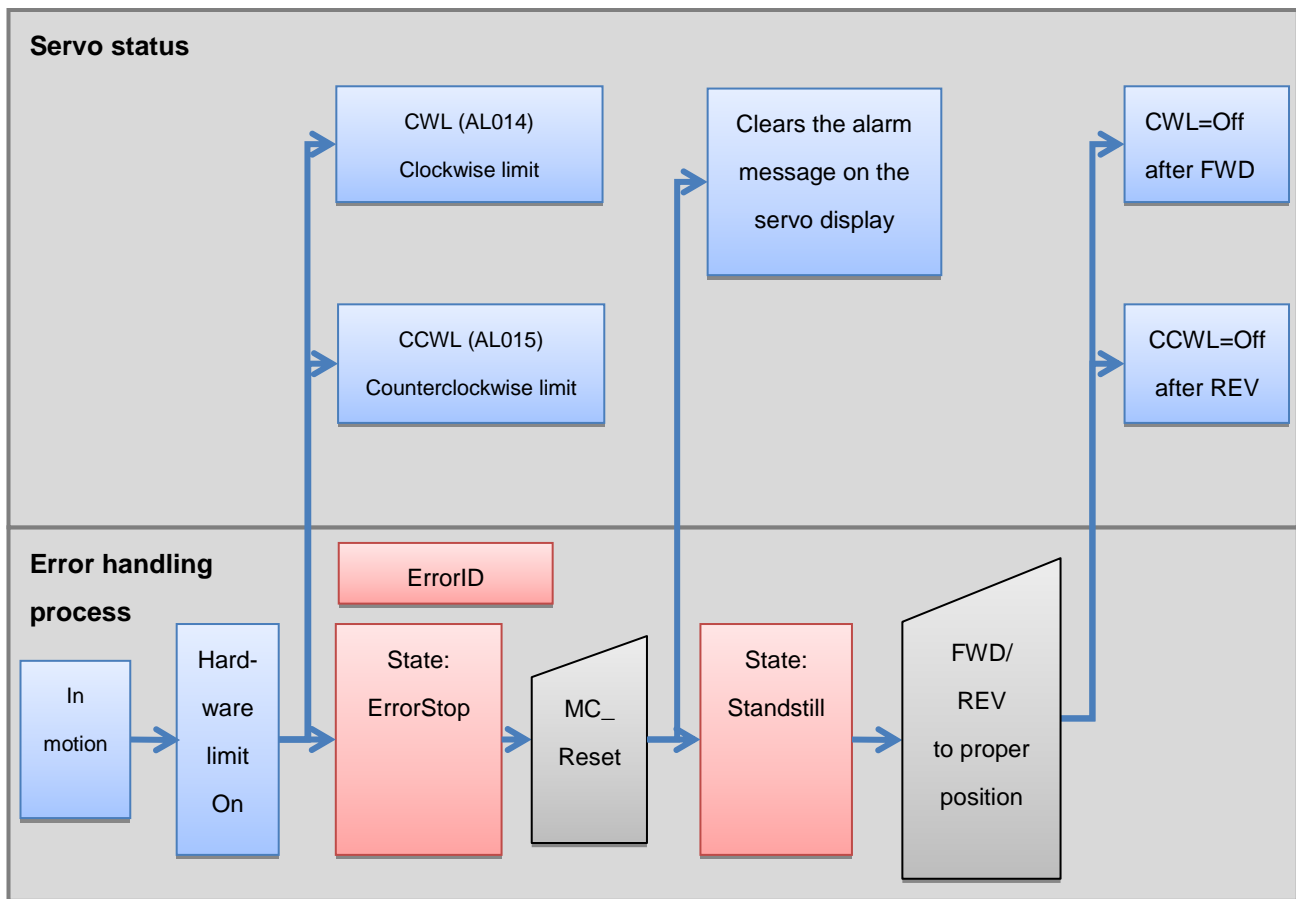 Servo status
CWL (AL014)
Clockwise limit
Clears the alarm
message on the
servo display
CWL=Off
after FWD
CCWL (AL015)
Counterclockwise limit
CCWL=Off
after REV
Error handling
process
ErrorID
In
motion
Hard-
ware
limit
On
State:
ErrorStop
MC_
Reset
State:
Standstill
FWD/
REV
to proper
position